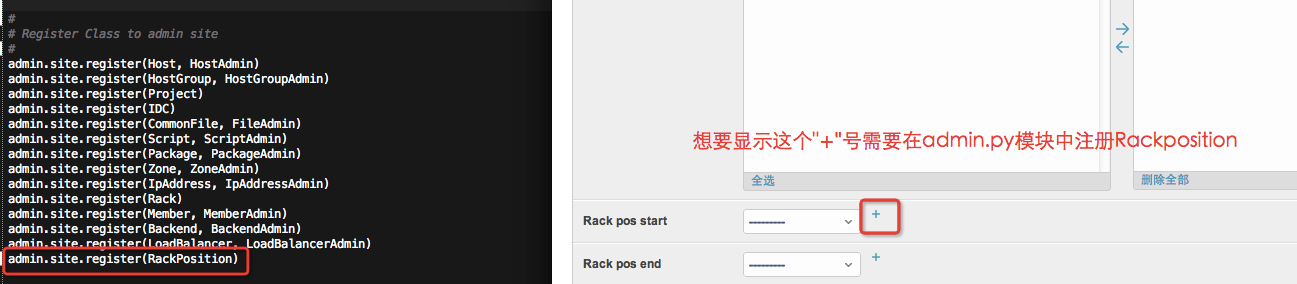 #
# Register Class to admin site
#
admin.site.register(Host, HostAdmin)
admin.site.register(HostGroup, HostGroupAdmin)
admin.site.register(Project)
admin.site.register(IDC)
admin.site.register(CommonFile, FileAdmin)
admin.site.register(Script, ScriptAdmin)
admin.site.register(Package, PackageAdmin)
admin.site.register(Zone, ZoneAdmin)
admin.site.register(IpAddress, IpAddressAdmin)
admin.site.register(Rack)
admin.site.register(Member, MemberAdmin)
admin.site.register(Backend, BackendAdmin)
admin.site.register(LoadBalancer, LoadBalancerAdmin)
admin.site.register(RackPosition)
想要显示这个"+"号需要在admin.py模块中注册Rackposition
全选
删除全部
Rack pos start --------- +
Rack pos end --------- +